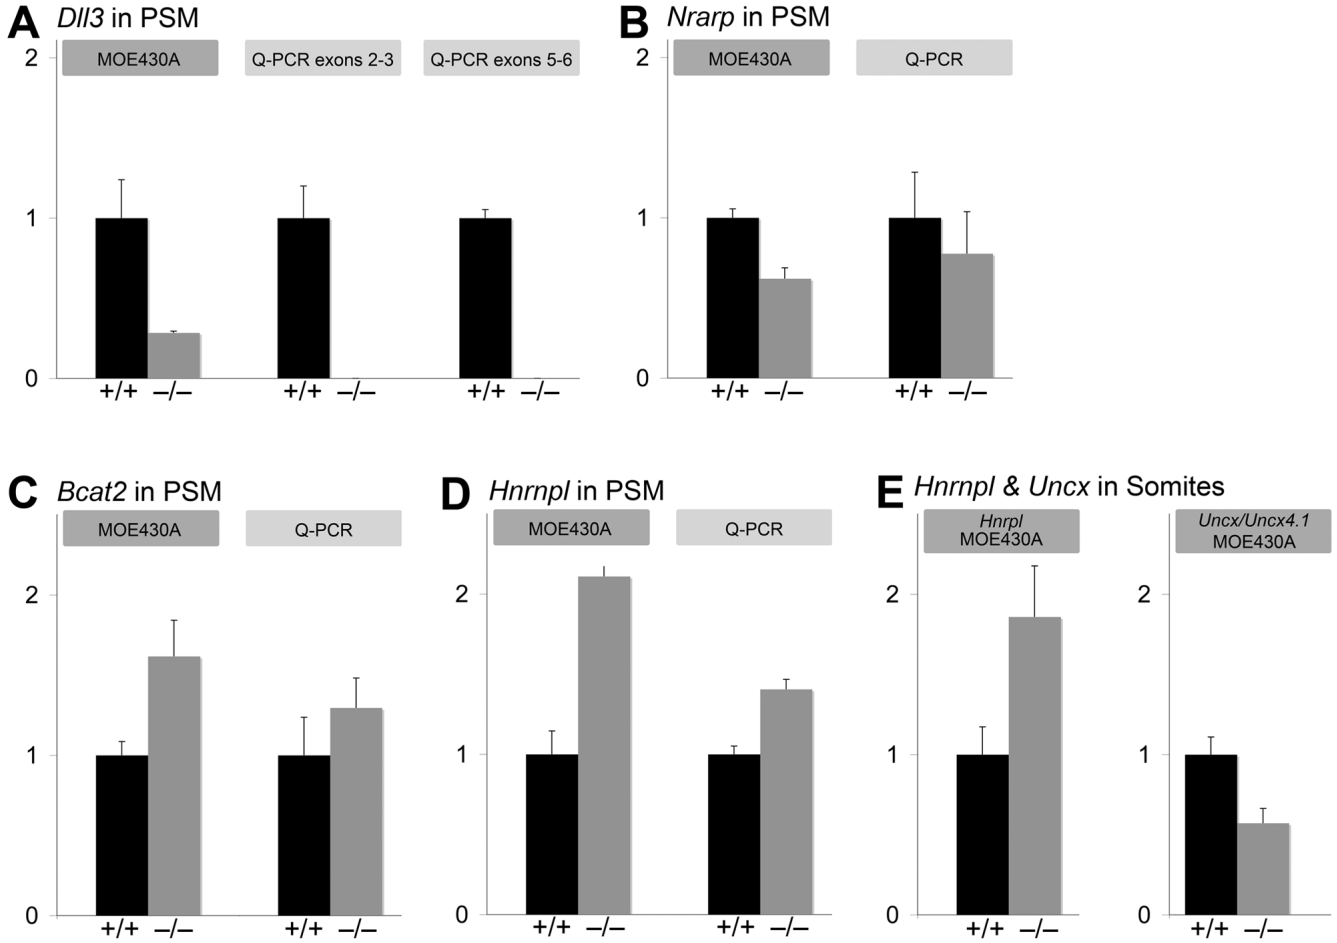 A Dll3 in PSM
MOE430A Q-PCR exons 2-3 Q-PCR exons 5-6
2
1
0
+/+ –/– +/+ –/– +/+ –/–
B Nrarp in PSM
MOE430A Q-PCR
2
1
0
+/+ –/– +/+ –/–
C Bcat2 in PSM
MOE430A Q-PCR
2
1
0
+/+ –/– +/+ –/–
D Hnrnpl in PSM
MOE430A Q-PCR
2
1
0
+/+ –/– +/+ –/–
E Hnrnpl & Uncx in Somites
Hnrpl
MOE430A
2
1
0
+/+ –/–
Uncx/Uncx4.1
MOE430A
2
1
0
+/+ –/–